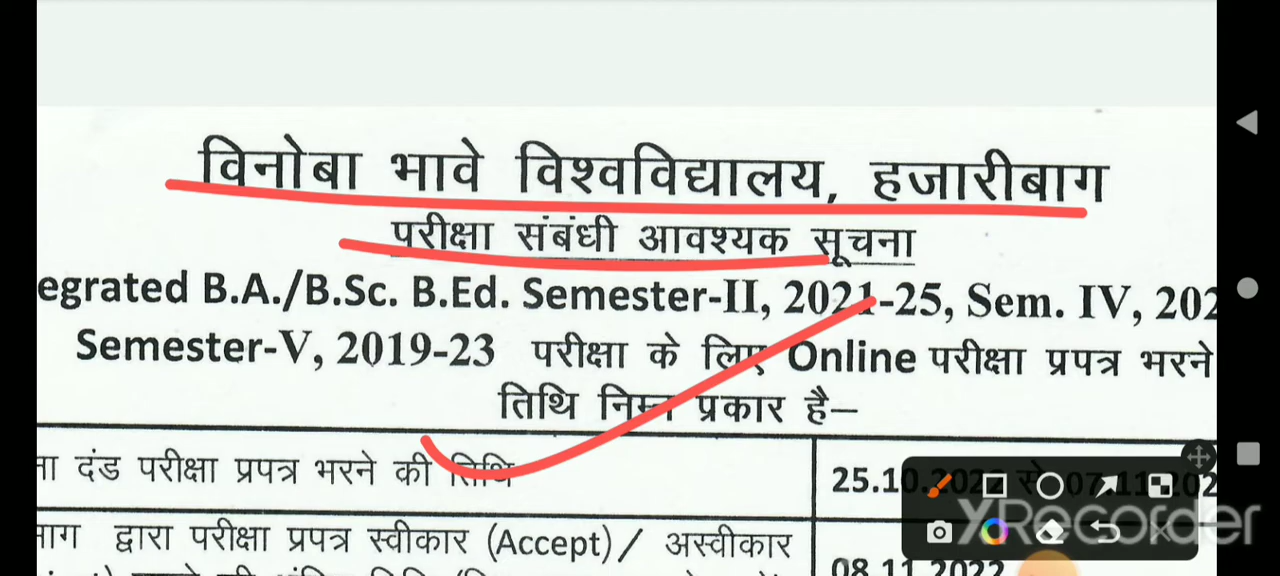 विनोबा भावे विश्वविद्यालय, हजारीबाग
परीक्षा संबंधी आवश्यक सूचना
egrated B.A./B.Sc. B.Ed. Semester-II, 2021-25, Sem. IV, 202
Semester-V, 2019-23 परीक्षा के लिए Online परीक्षा प्रपत्र भरने
तिथि निम्न प्रकार है–
ना दंड परीक्षा प्रपत्र भरने की तिथि 25.10.2022 से 07.11.202
भाग द्वारा परीक्षा प्रपत्र स्वीकार (Accept)/ अस्वीकार
08.11.2022
XRecorder